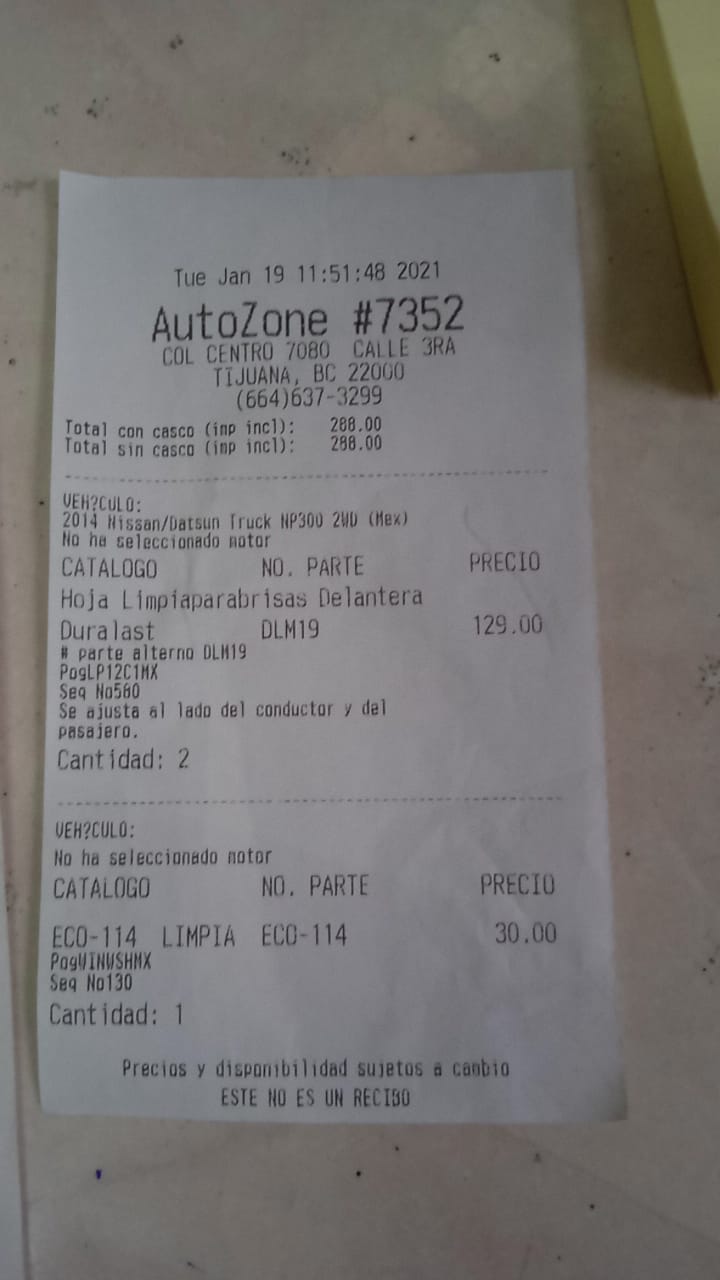 Tue Jan 19 11:51:48 2021
AutoZone #7352
COL CENTRO 7080 CALLE 3RA
TIJUANA, BC 22000
(664)637-3299
Total con casco (imp incl): 288.00
Total sin casco (imp incl): 288.00
VEH?CULO:
2014 Nissan/Datsun Truck NP300 2WD (Mex)
No ha seleccionado motor
CATALOGO NO. PARTE PRECIO
Hoja Limpiaparabrisas Delantera
Duralast DLM19 129.00
# parte alterno DLM19
PogLP12C1MX
Seq No580
Se ajusta al lado del conductor y del
pasajero.
Cantidad: 2
VEH?CULO:
No ha seleccionado motor
CATALOGO NO. PARTE PRECIO
ECO-114 LIMPIA ECO-114 30.00
PogWINWSHMX
Seq No130
Cantidad: 1
Precios y disponibilidad sujetos a cambio
ESTE NO ES UN RECIBO